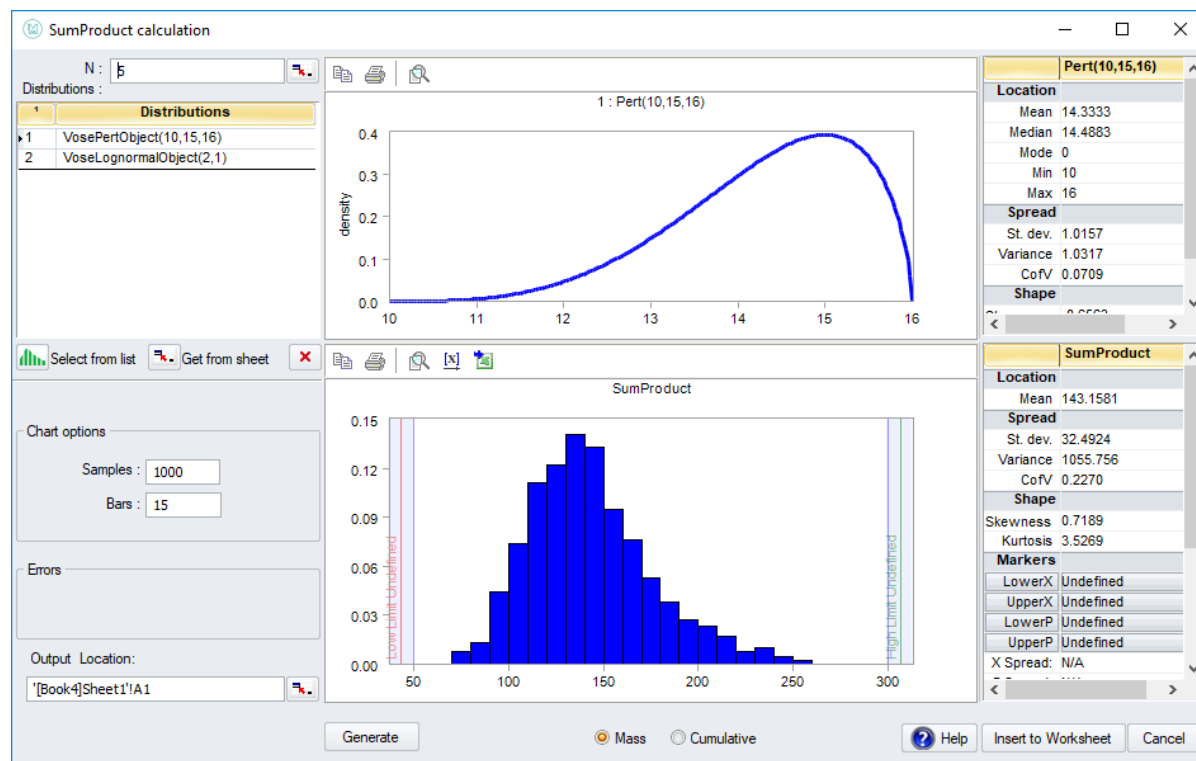 SumProduct calculation
N : 5
Distributions :
1 Distributions
1 VosePertObject(10,15,16)
2 VoseLognormalObject(2,1)
Select from list Get from sheet
Chart options
Samples : 1000
Bars : 15
Errors
Output Location:
'[Book4]Sheet1'!A1
1 : Pert(10,15,16)
density
0.4
0.3
0.2
0.1
0.0
10 11 12 13 14 15 16
SumProduct
0.15
0.12
0.09
0.06
0.03
0.00
Low Limit Undefined
High Limit Undefined
50 100 150 200 250 300
Generate
Mass Cumulative
Pert(10,15,16)
Location
Mean 14.3333
Median 14.4883
Mode 0
Min 10
Max 16
Spread
St. dev. 1.0157
Variance 1.0317
CofV 0.0709
Shape
SumProduct
Location
Mean 143.1581
Spread
St. dev. 32.4924
Variance 1055.756
CofV 0.2270
Shape
Skewness 0.7189
Kurtosis 3.5269
Markers
LowerX Undefined
UpperX Undefined
LowerP Undefined
UpperP Undefined
X Spread: N/A
Help Insert to Worksheet Cancel